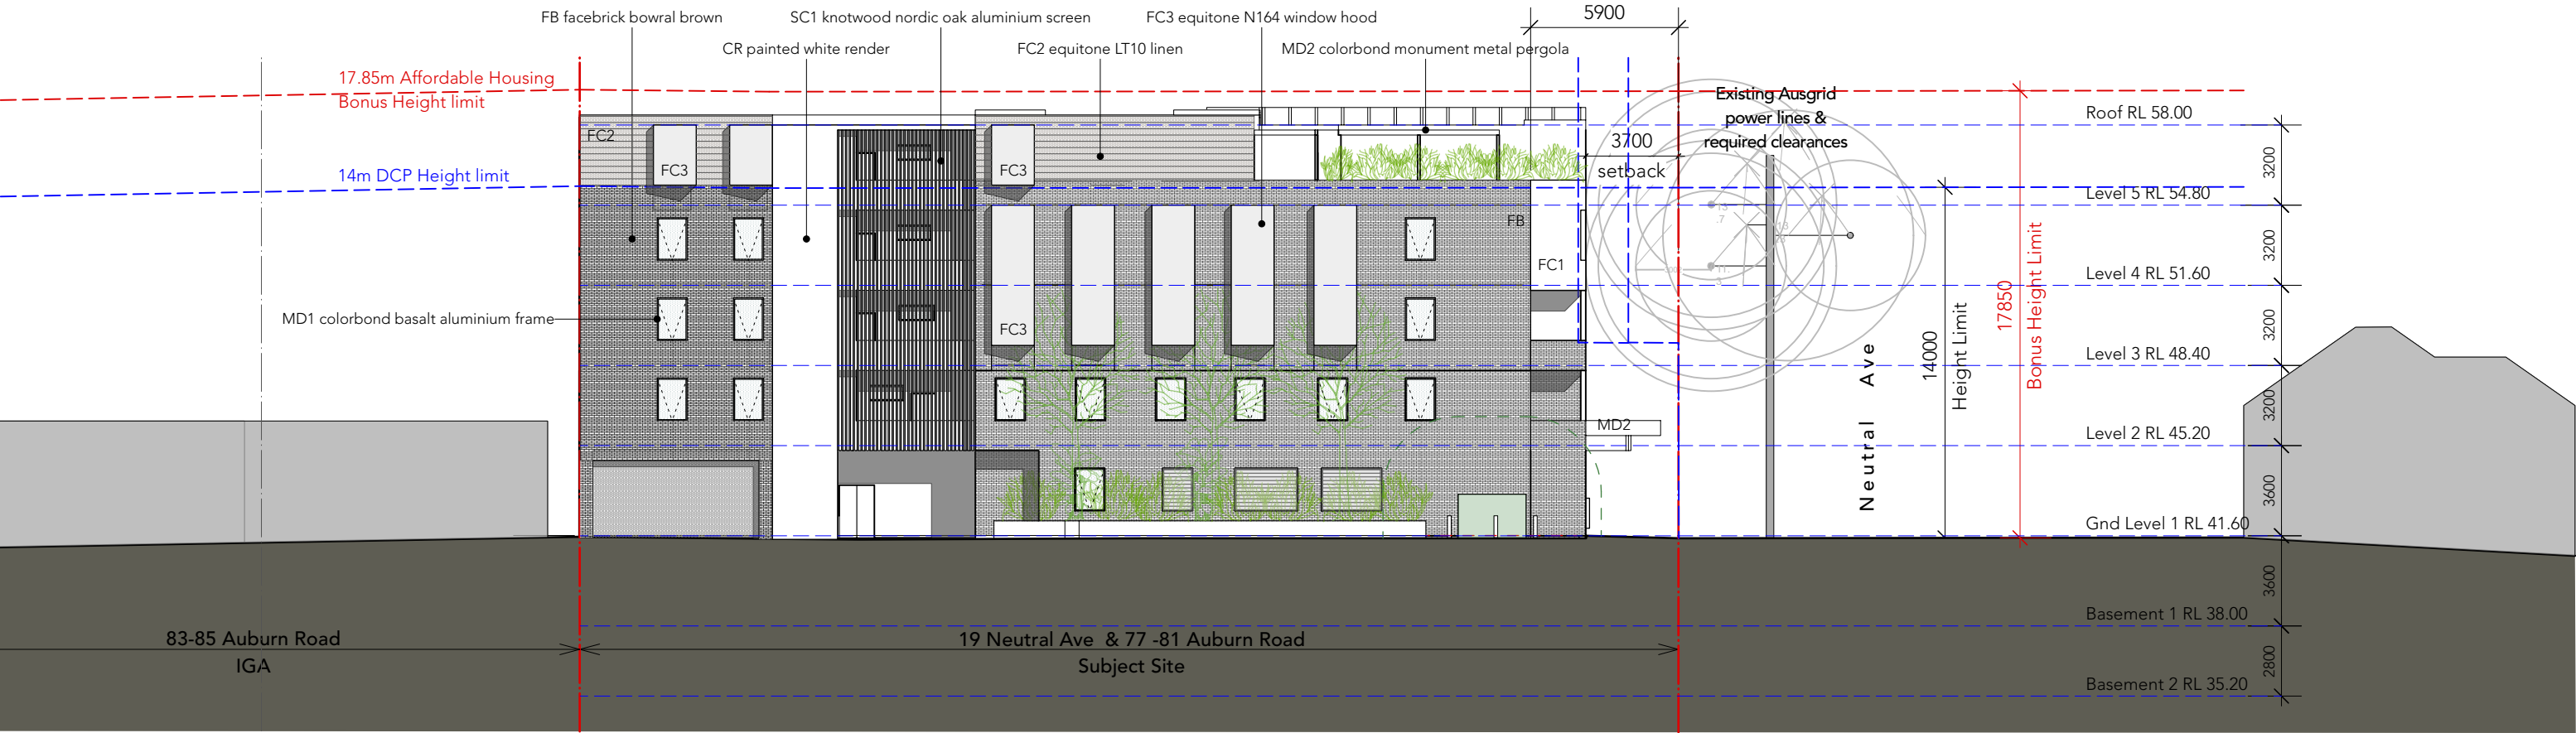 FB facebrick bowral brown
SC1 knotwood nordic oak aluminium screen
FC3 equitone N164 window hood
5900
CR painted white render
FC2 equitone LT10 linen
MD2 colorbond monument metal pergola
17.85m Affordable Housing
Bonus Height limit
Existing Ausgrid
power lines &
required clearances
Roof RL 58.00
FC2
FC3
FC3
3700
setback
3200
14m DCP Height limit
Level 5 RL 54.80
FB
3200
FC1
Level 4 RL 51.60
MD1 colorbond basalt aluminium frame
FC3
3200
17850
Bonus Height Limit
14000
Height Limit
Neutral Ave
Level 3 RL 48.40
3200
MD2
Level 2 RL 45.20
3600
Gnd Level 1 RL 41.60
3600
Basement 1 RL 38.00
83-85 Auburn Road
IGA
19 Neutral Ave & 77 -81 Auburn Road
Subject Site
2800
Basement 2 RL 35.20